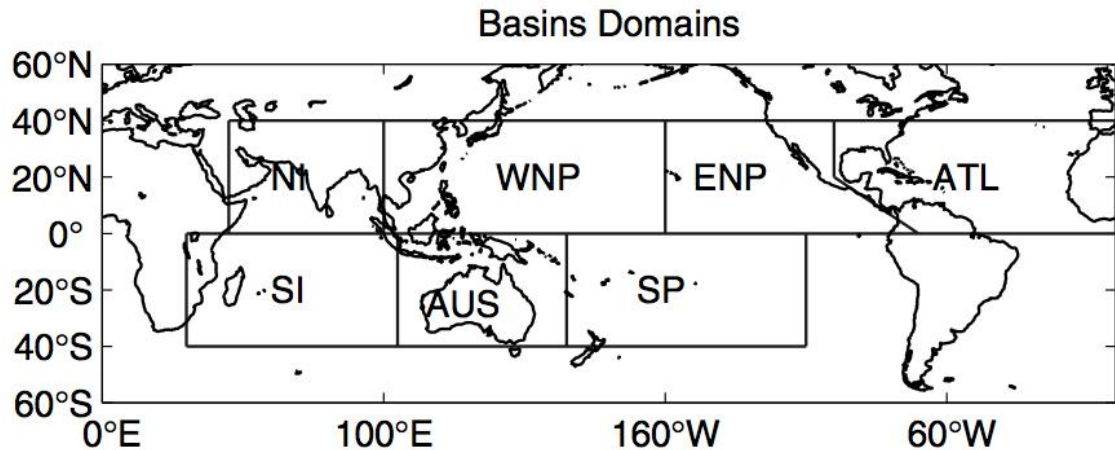 Basins Domains
60°N
40°N
20°N
0°
20°S
40°S
60°S
NI WNP ENP ATL
SI AUS SP
0°E 100°E 160°W 60°W